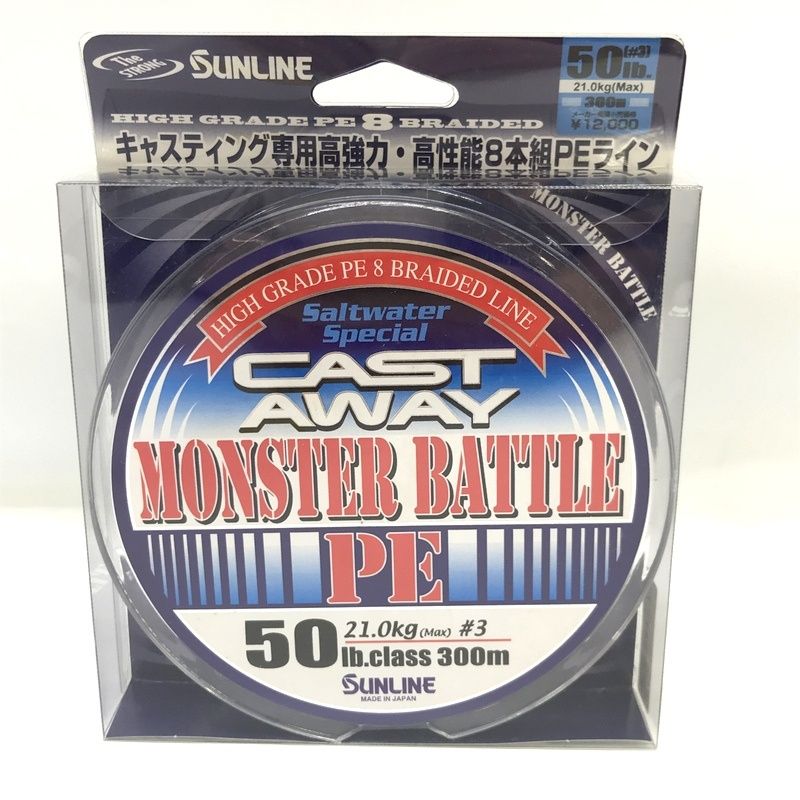 The STRONG
SUNLINE
50lb. (#3)
21.0kg(Max)
300m
メーカー希望小売価格
¥12,000
HIGH GRADE PE 8 BRAIDED
キャスティング専用高強力・高性能8本組PEライン
MONSTER BATTLE
HIGH GRADE PE 8 BRAIDED LINE
Saltwater
Special
CAST
AWAY
MONSTER BATTLE
PE
50 21.0kg(Max) #3
lb.class 300m
SUNLINE
MADE IN JAPAN